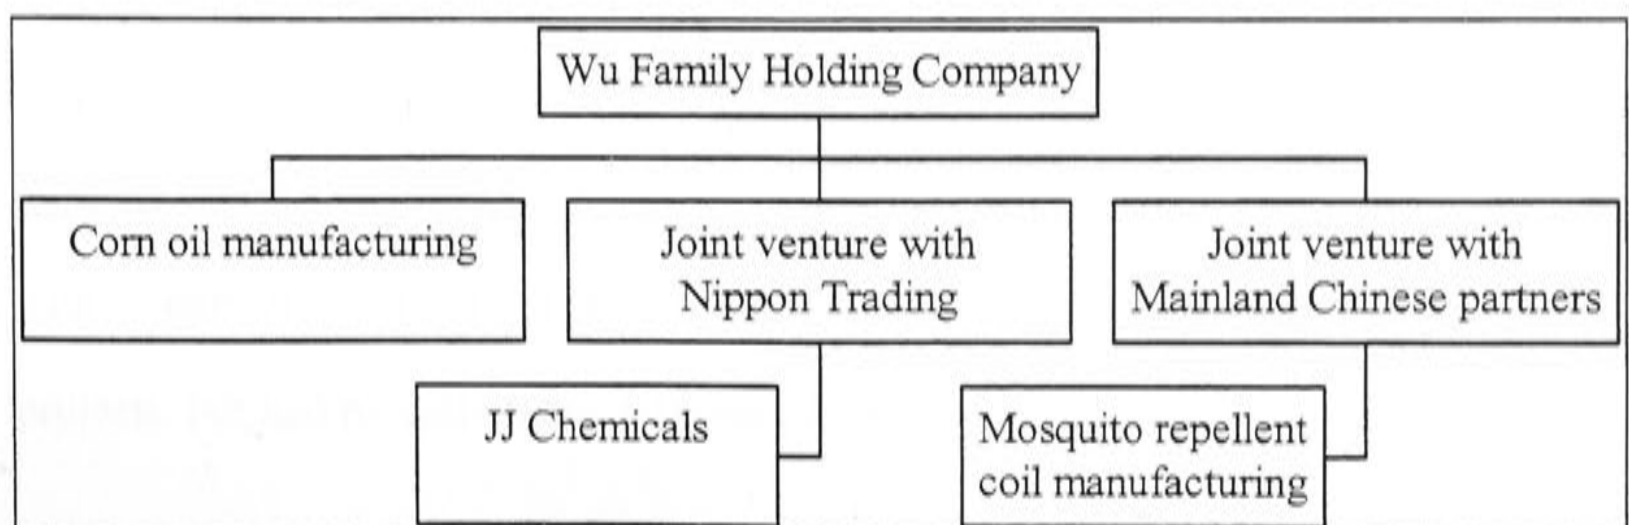 Wu Family Holding Company
Corn oil manufacturing
Joint venture with
Nippon Trading
Joint venture with
Mainland Chinese partners
JJ Chemicals
Mosquito repellent
coil manufacturing